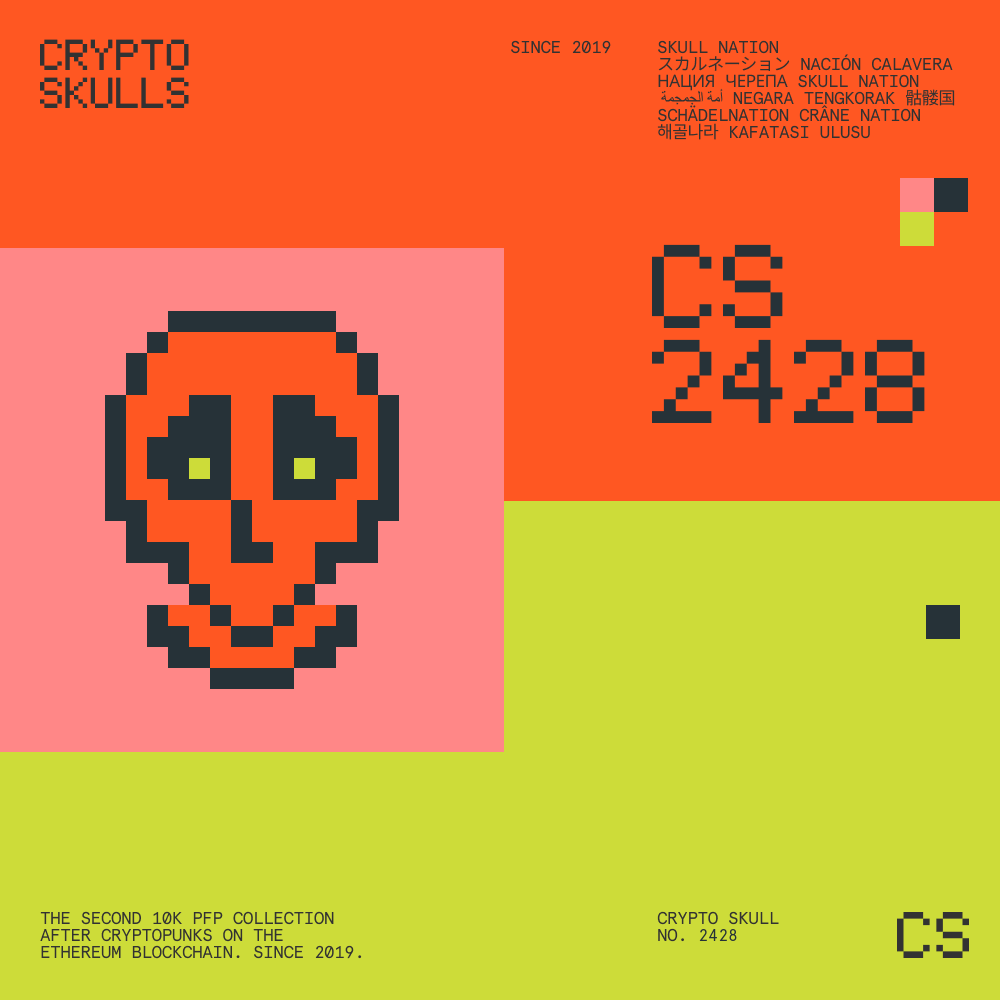 CRYPTO
SKULLS
SINCE 2019
SKULL NATION
スカルネーション NACIÓN CALAVERA
НАЦИЯ ЧЕРЕПА SKULL NATION
أمة الجمجمة NEGARA TENGKORAK 骷髅国
SCHÄDELNATION CRÂNE NATION
해골나라 KAFATASI ULUSU
CS
2428
THE SECOND 10K PFP COLLECTION
AFTER CRYPTOPUNKS ON THE
ETHEREUM BLOCKCHAIN. SINCE 2019.
CRYPTO SKULL
NO. 2428
CS